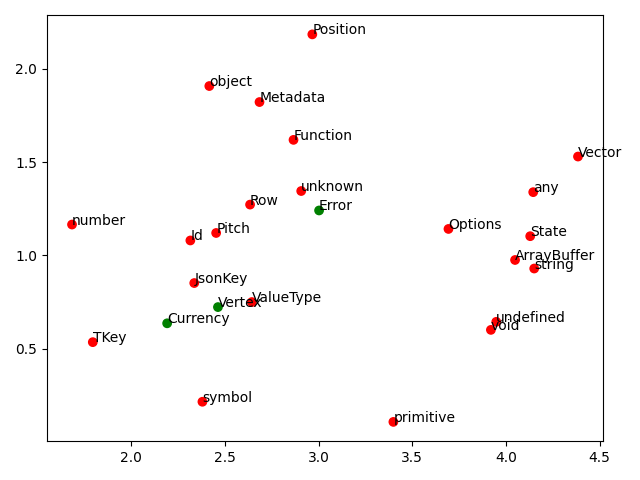 Position
2.0
object
Metadata
Function
1.5
Vector
unknown
any
Row
Error
number
Pitch
Options
Id
State
1.0
ArrayBuffer
string
JsonKey
ValueType
Vertex
Currency
undefined
void
0.5
TKey
symbol
primitive
2.0 2.5 3.0 3.5 4.0 4.5